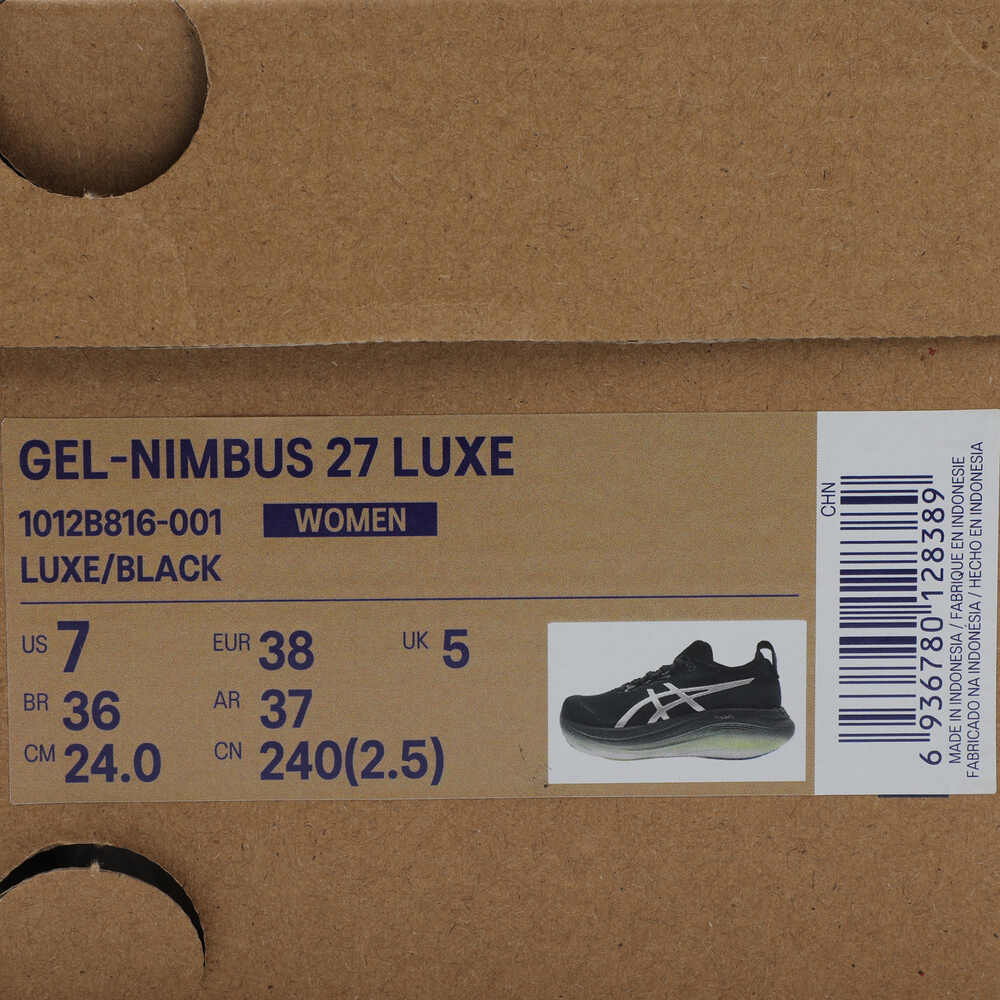 GEL-NIMBUS 27 LUXE
1012B816-001 WOMEN
LUXE/BLACK
US 7 EUR 38 UK 5
BR 36 AR 37
CM 24.0 CN 240(2.5)
CHN
6 936780 128389
MADE IN INDONESIA / FABRIQUE EN INDONESIE
FABRICADO NA INDONÉSIA / HECHO EN INDONESIA